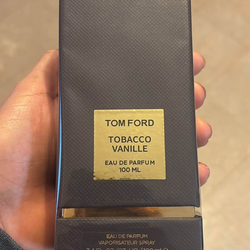 TOM FORD
TOBACCO
VANILLE
EAU DE PARFUM
100 ML
EAU DE PARFUM
VAPORISATEUR SPRAY